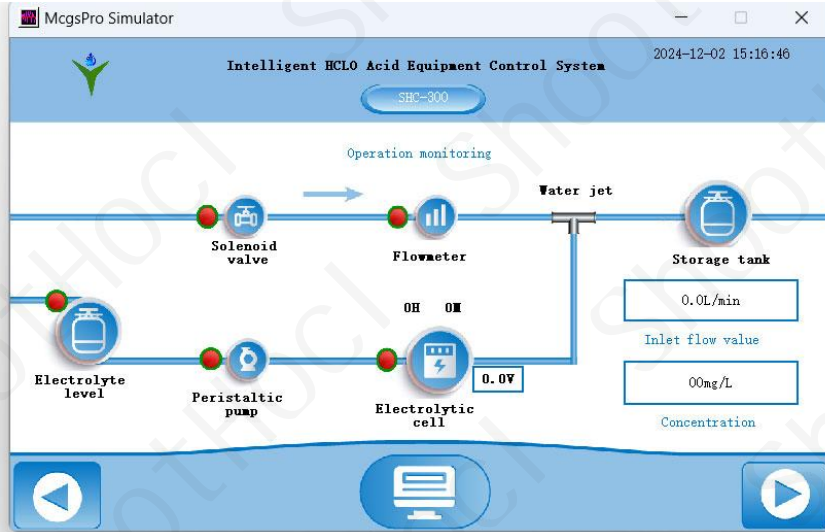 McgsPro Simulator
2024-12-02 15:16:46
Intelligent HCLO Acid Equipment Control System
SHC-300
Operation monitoring
Water jet
Solenoid
valve
Flowmeter
Storage tank
0.0L/min
0H 0M
Inlet flow value
Electrolyte
level
Peristaltic
pump
0.0V
Electrolytic
cell
00mg/L
Concentration